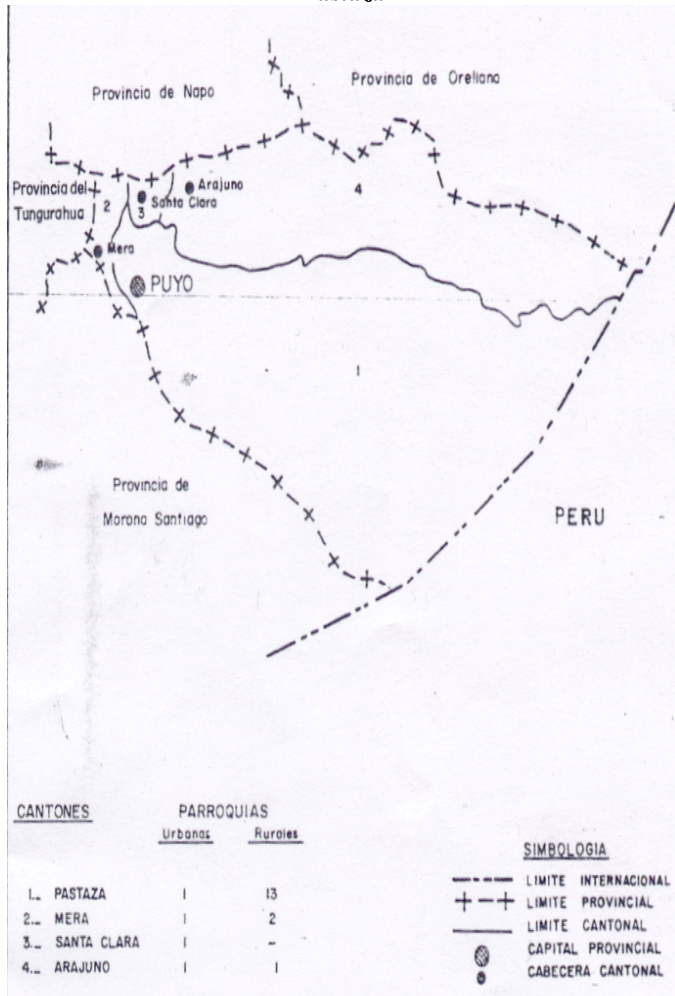 Provincia de Napo
Provincia de Orellana
Provincia del
Tungurahua
2
3
Santa Clara
Arajuno
4
Mera
PUYO
1
Provincia de
Morona Santiago
PERU
CANTONES
PARROQUIAS
Urbanas Rurales
1._ PASTAZA 1 13
2._ MERA 1 2
3._ SANTA CLARA 1 -
4._ ARAJUNO 1 1
SIMBOLOGIA
LIMITE INTERNACIONAL
LIMITE PROVINCIAL
LIMITE CANTONAL
CAPITAL PROVINCIAL
CABECERA CANTONAL